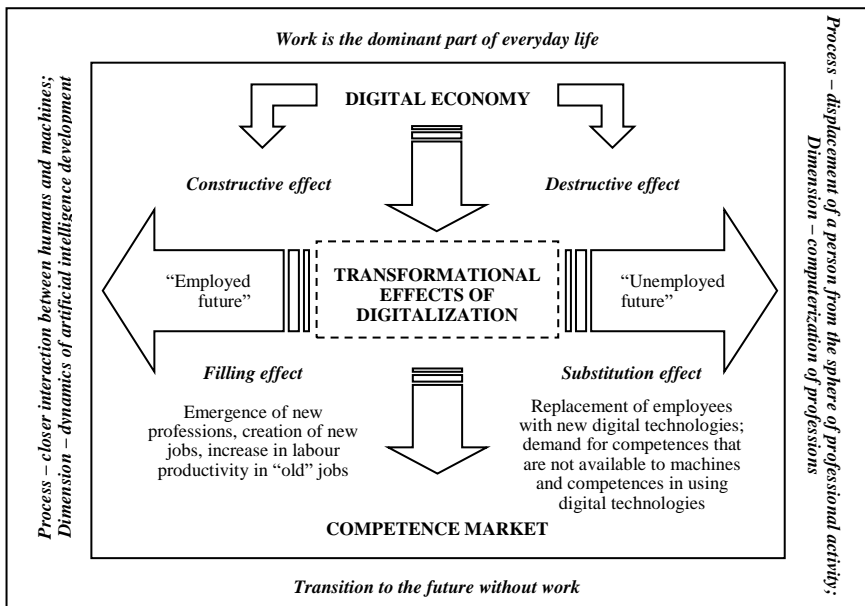 Work is the dominant part of everyday life
Process – closer interaction between humans and machines;
Dimension – dynamics of artificial intelligence development
DIGITAL ECONOMY
Constructive effect
Destructive effect
“Employed
future”
TRANSFORMATIONAL
EFFECTS OF
DIGITALIZATION
“Unemployed
future”
Filling effect
Emergence of new
professions, creation of new
jobs, increase in labour
productivity in “old” jobs
Substitution effect
Replacement of employees
with new digital technologies;
demand for competences that
are not available to machines
and competences in using
digital technologies
COMPETENCE MARKET
Process – displacement of a person from the sphere of professional activity;
Dimension – computerization of professions
Transition to the future without work